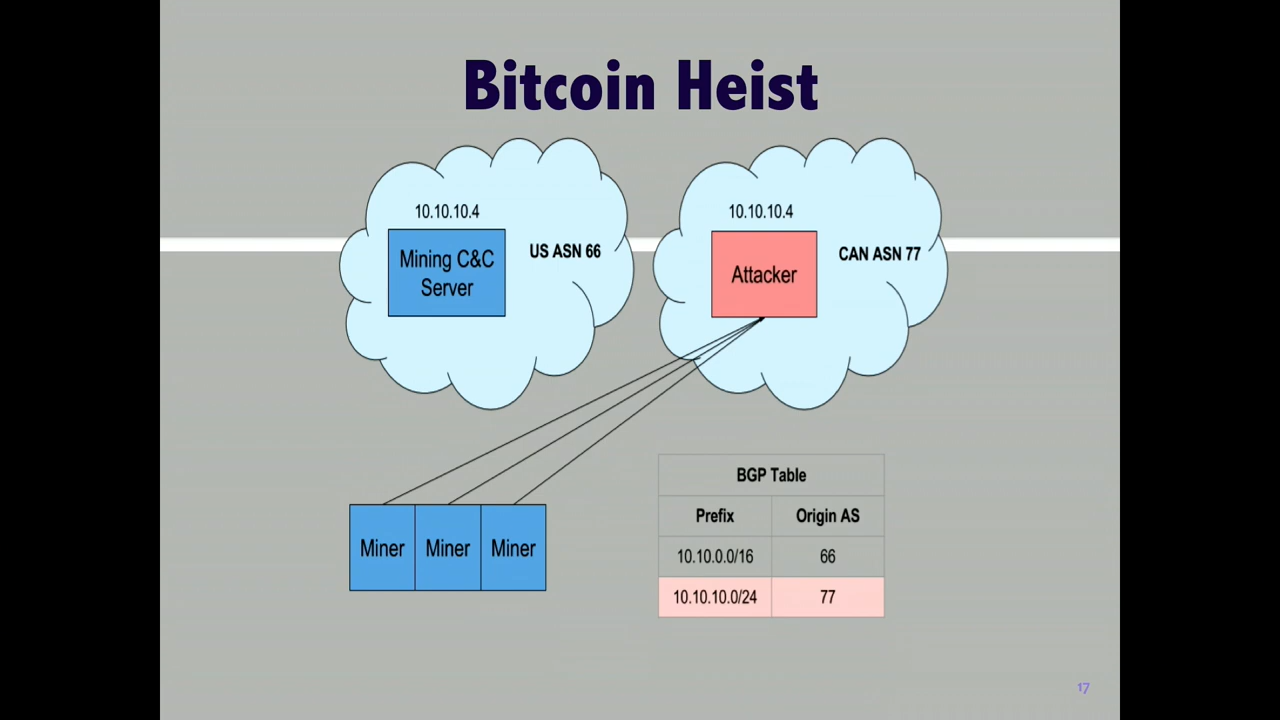 Bitcoin Heist
10.10.10.4
Mining C&C
Server
US ASN 66
10.10.10.4
Attacker
CAN ASN 77
Miner
Miner
Miner
BGP Table
Prefix Origin AS
10.10.0.0/16 66
10.10.10.0/24 77
17